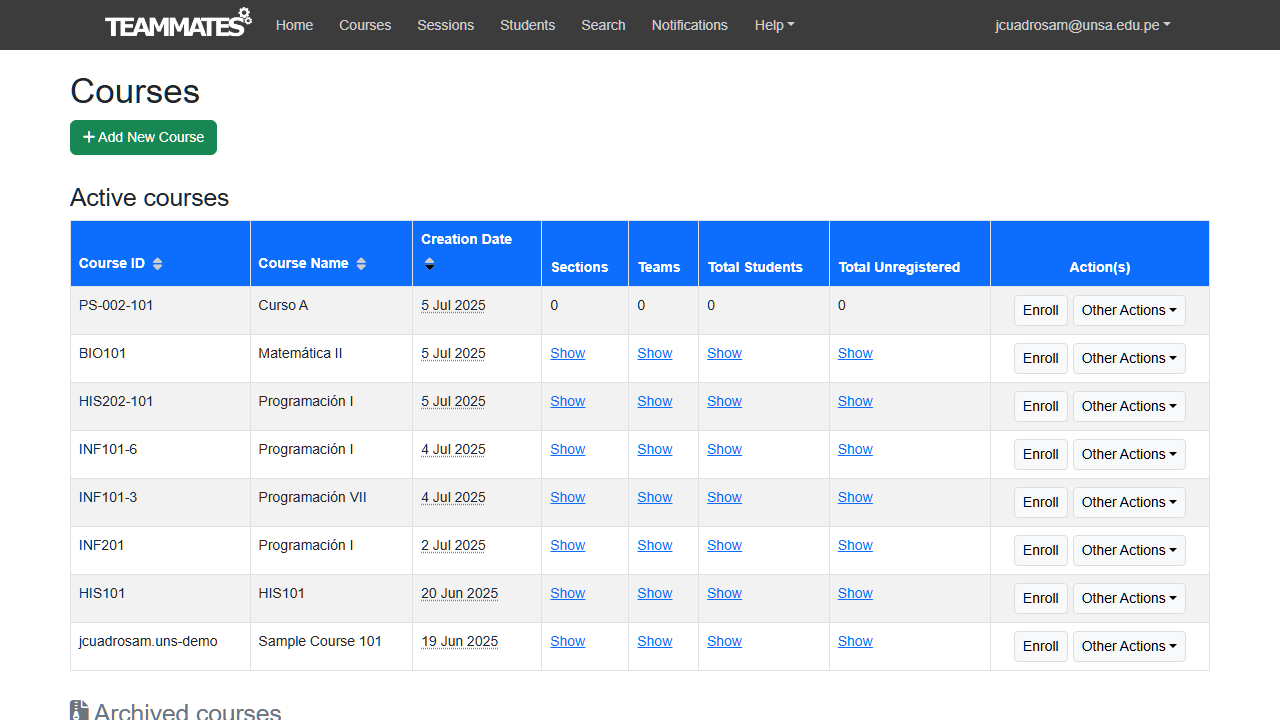 TEAMMATES Home Courses Sessions Students Search Notifications Help jcuadrosam@unsa.edu.pe
Courses
Add New Course
Active courses
Course ID Course Name Creation Date Sections Teams Total Students Total Unregistered Action(s)
PS-002-101 Curso A 5 Jul 2025 0 0 0 0 Enroll Other Actions
BIO101 Matemática II 5 Jul 2025 Show Show Show Show Enroll Other Actions
HIS202-101 Programación I 5 Jul 2025 Show Show Show Show Enroll Other Actions
INF101-6 Programación I 4 Jul 2025 Show Show Show Show Enroll Other Actions
INF101-3 Programación VII 4 Jul 2025 Show Show Show Show Enroll Other Actions
INF201 Programación I 2 Jul 2025 Show Show Show Show Enroll Other Actions
HIS101 HIS101 20 Jun 2025 Show Show Show Show Enroll Other Actions
jcuadrosam.uns-demo Sample Course 101 19 Jun 2025 Show Show Show Show Enroll Other Actions
Archived courses